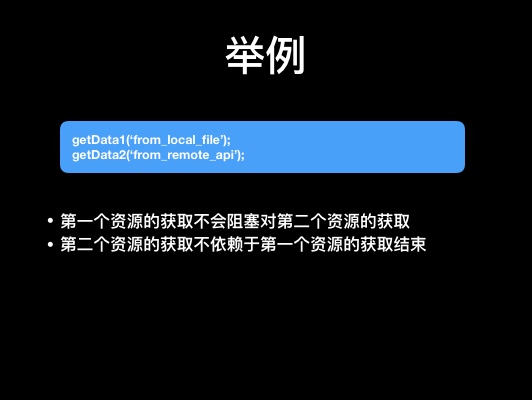 举例
getData1(‘from_local_file’);
getData2(‘from_remote_api’);
• 第一个资源的获取不会阻塞对第二个资源的获取
• 第二个资源的获取不依赖于第一个资源的获取结束